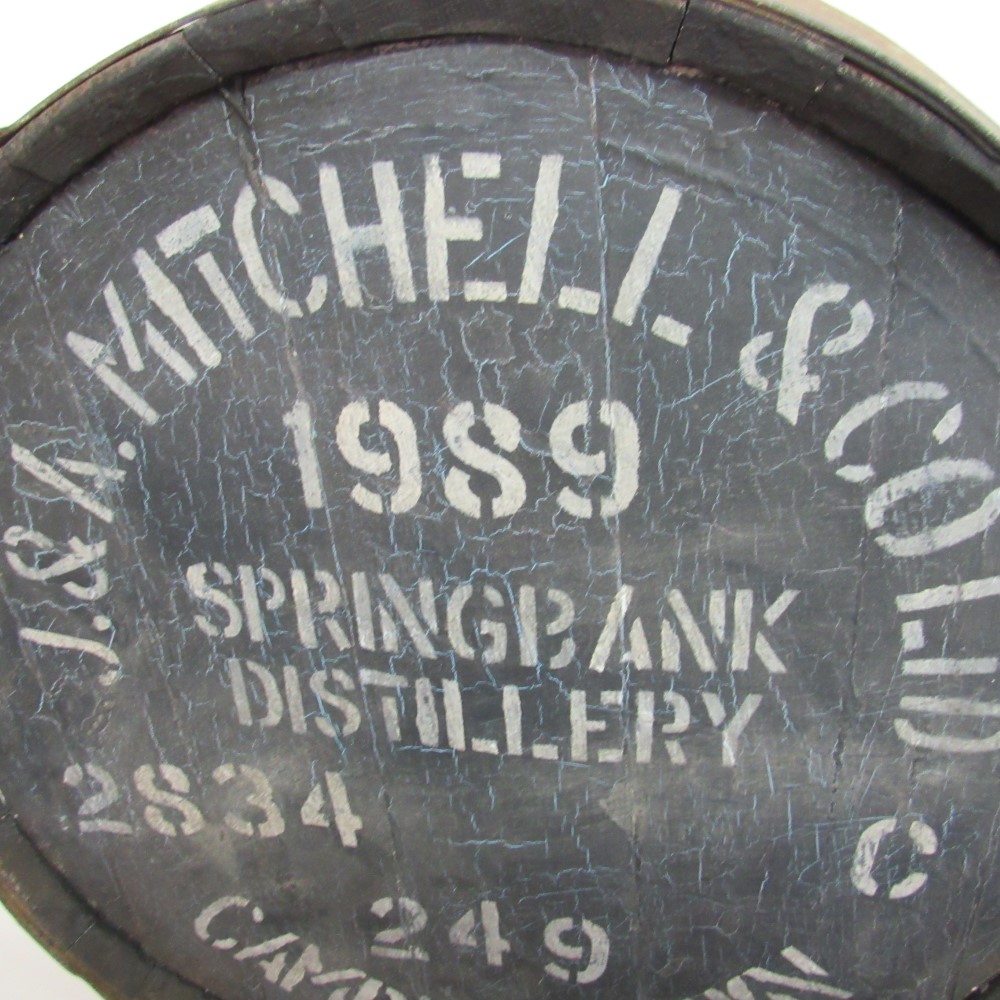 J.&A. MITCHELL & CO LTD
1989
SPRINGBANK
DISTILLERY
2834
C
249